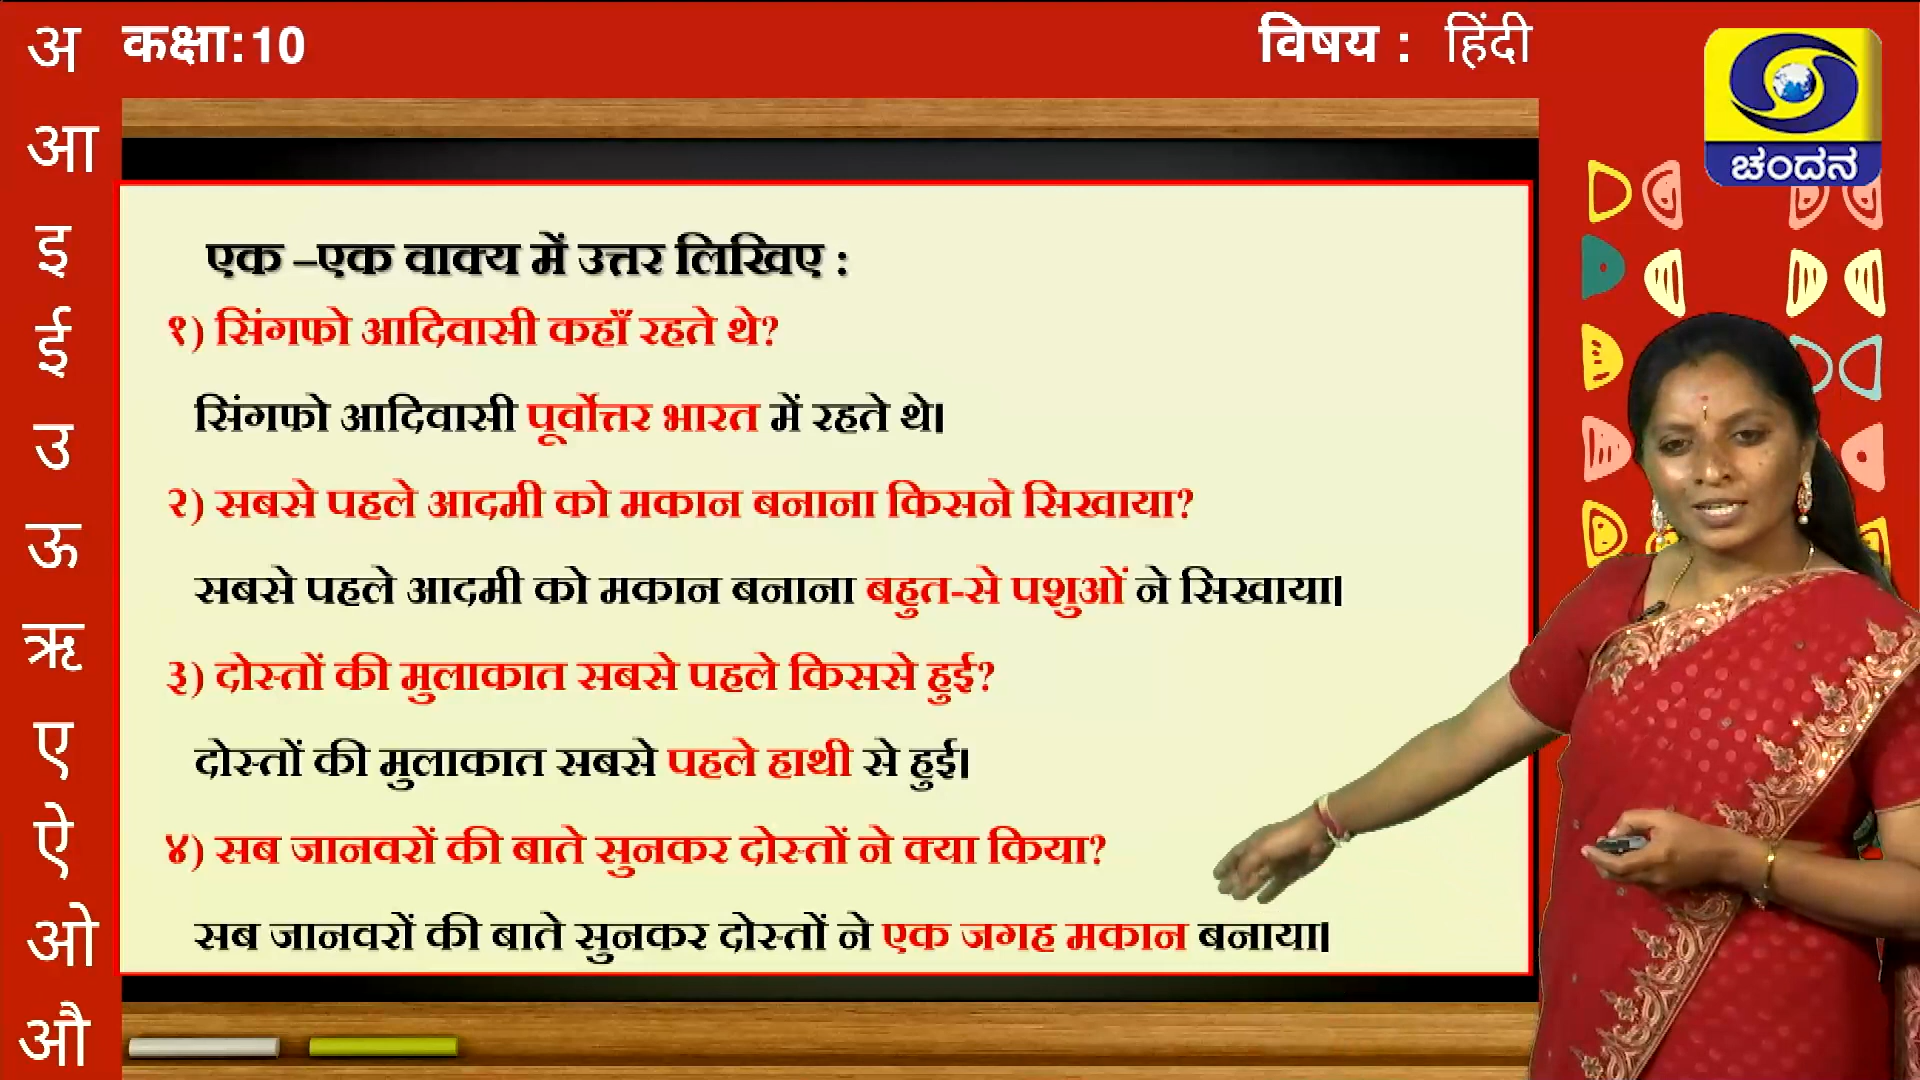 कक्षा:10
विषय : हिंदी
ಚಂದನ
अ
आ
इ
ई
उ
ऊ
ऋ
ए
ऐ
ओ
औ
एक –एक वाक्य में उत्तर लिखिए :
१) सिंगफो आदिवासी कहाँ रहते थे?
सिंगफो आदिवासी पूर्वोत्तर भारत में रहते थे।
२) सबसे पहले आदमी को मकान बनाना किसने सिखाया?
सबसे पहले आदमी को मकान बनाना बहुत-से पशुओं ने सिखाया।
३) दोस्तों की मुलाकात सबसे पहले किससे हुई?
दोस्तों की मुलाकात सबसे पहले हाथी से हुई।
४) सब जानवरों की बाते सुनकर दोस्तों ने क्या किया?
सब जानवरों की बाते सुनकर दोस्तों ने एक जगह मकान बनाया।